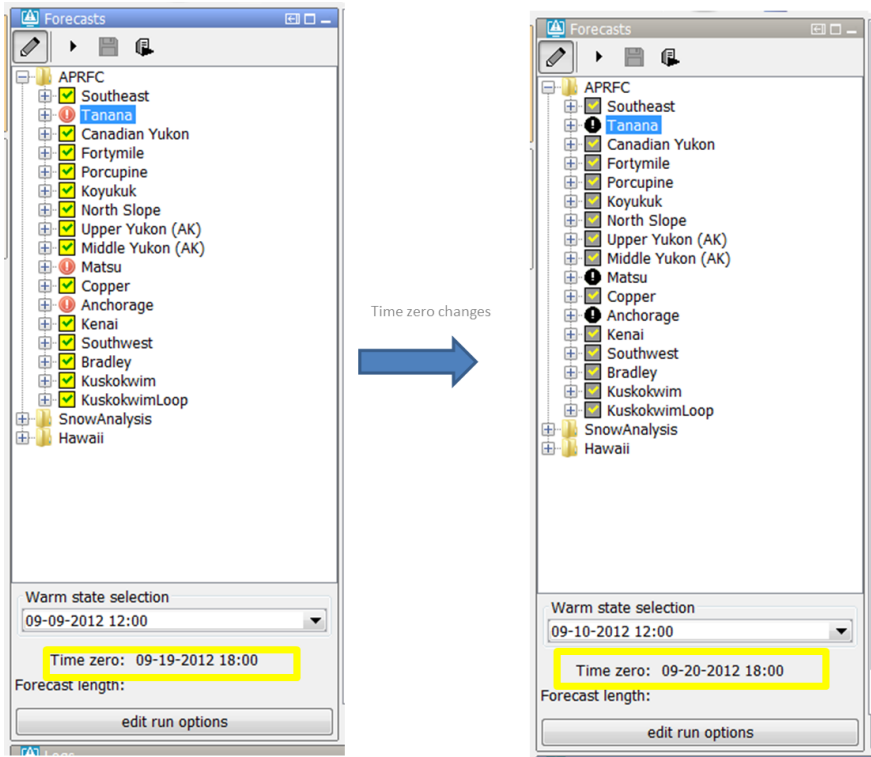 Forecasts
APRFC
Southeast
Tanana
Canadian Yukon
Fortymile
Porcupine
Koyukuk
North Slope
Upper Yukon (AK)
Middle Yukon (AK)
Matsu
Copper
Anchorage
Kenai
Southwest
Bradley
Kuskokwim
KuskokwimLoop
SnowAnalysis
Hawaii
Warm state selection
09-09-2012 12:00
Time zero: 09-19-2012 18:00
Forecast length:
edit run options
Logs
Time zero changes
Forecasts
APRFC
Southeast
Tanana
Canadian Yukon
Fortymile
Porcupine
Koyukuk
North Slope
Upper Yukon (AK)
Middle Yukon (AK)
Matsu
Copper
Anchorage
Kenai
Southwest
Bradley
Kuskokwim
KuskokwimLoop
SnowAnalysis
Hawaii
Warm state selection
09-10-2012 12:00
Time zero: 09-20-2012 18:00
Forecast length:
edit run options